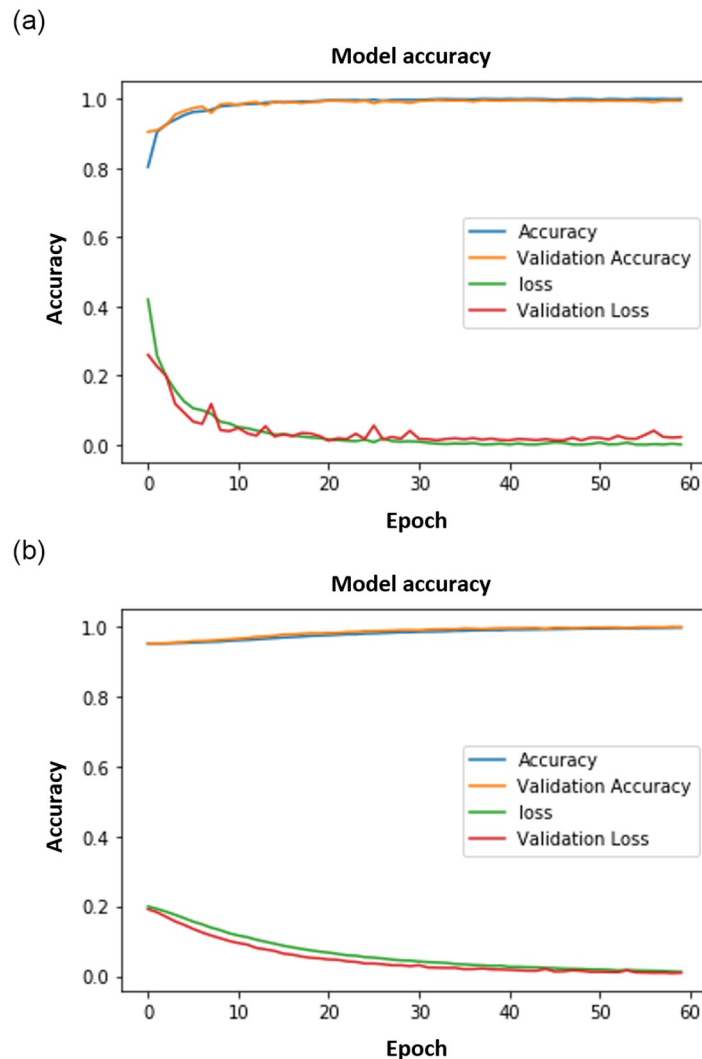 (a)
Model accuracy
1.0
0.8
0.6
0.4
0.2
0.0
Accuracy
Accuracy
Validation Accuracy
loss
Validation Loss
0 10 20 30 40 50 60
Epoch
(b)
Model accuracy
1.0
0.8
0.6
0.4
0.2
0.0
Accuracy
Accuracy
Validation Accuracy
loss
Validation Loss
0 10 20 30 40 50 60
Epoch